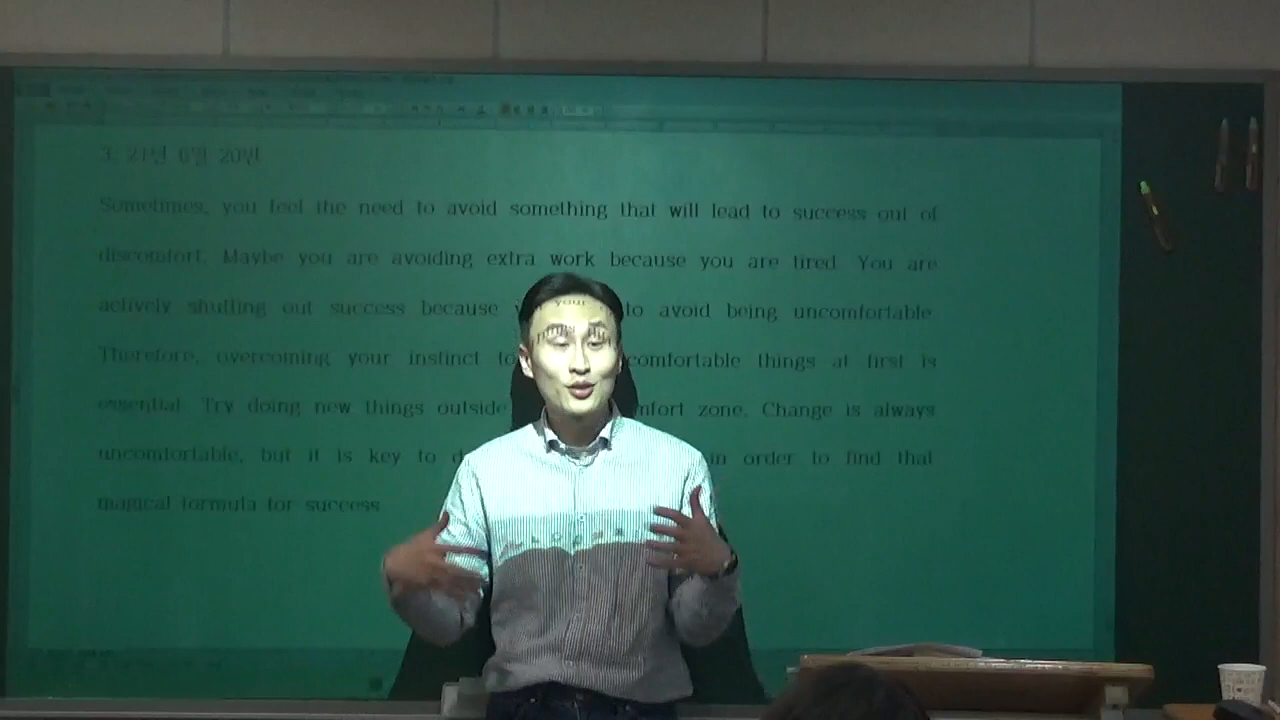 3. 21년 6월 20번
Sometimes, you feel the need to avoid something that will lead to success out of
discomfort. Maybe you are avoiding extra work because you are tired. You are
actively shutting out success because your to avoid being uncomfortable.
Therefore, overcoming your instinct to uncomfortable things at first is
essential. Try doing new things outside comfort zone. Change is always
uncomfortable, but it is key to in order to find that
magical formula for success.